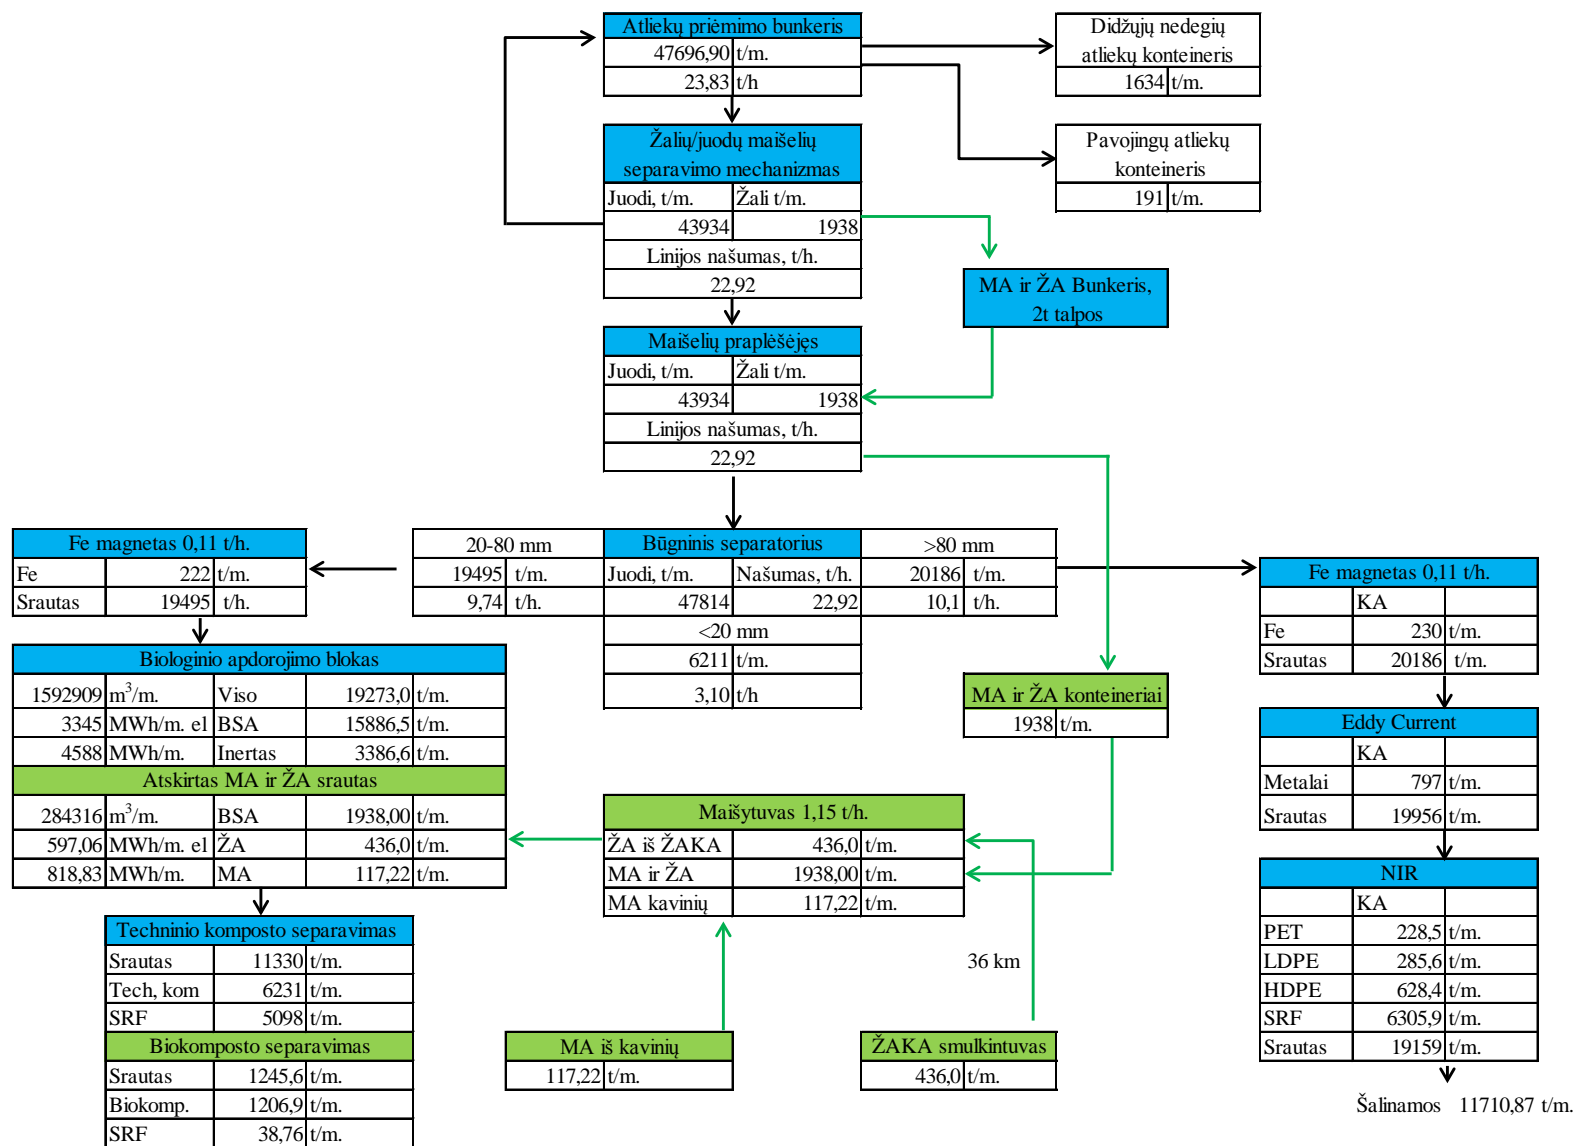 Atliekų priėmimo bunkeris
47696,90 t/m.
23,83 t/h
Didžųjų nedegių
atliekų konteineris
1634 t/m.
Žalių/juodų maišelių
separavimo mechanizmas
Juodi, t/m. Žali t/m.
43934 1938
Linijos našumas, t/h.
22,92
Pavojingų atliekų
konteineris
191 t/m.
MA ir ŽA Bunkeris,
2t talpos
Maišelių praplėšėjęs
Juodi, t/m. Žali t/m.
43934 1938
Linijos našumas, t/h.
22,92
Fe magnetas 0,11 t/h.
Fe 222 t/m.
Srautas 19495 t/h.
20-80 mm Būgninis separatorius >80 mm
19495 t/m. Juodi, t/m. Našumas, t/h. 20186 t/m.
9,74 t/h. 47814 22,92 10,1 t/h.
<20 mm
6211 t/m.
3,10 t/h
Fe magnetas 0,11 t/h.
KA
Fe 230 t/m.
Srautas 20186 t/m.
Biologinio apdorojimo blokas
1592909 m³/m. Viso 19273,0 t/m.
3345 MWh/m. el BSA 15886,5 t/m.
4588 MWh/m. Inertas 3386,6 t/m.
Atskirtas MA ir ŽA srautas
284316 m³/m. BSA 1938,00 t/m.
597,06 MWh/m. el ŽA 436,0 t/m.
818,83 MWh/m. MA 117,22 t/m.
MA ir ŽA konteineriai
1938 t/m.
Eddy Current
KA
Metalai 797 t/m.
Srautas 19956 t/m.
Maišytuvas 1,15 t/h.
ŽA iš ŽAKA 436,0 t/m.
MA ir ŽA 1938,00 t/m.
MA kavinių 117,22 t/m.
NIR
KA
PET 228,5 t/m.
LDPE 285,6 t/m.
HDPE 628,4 t/m.
SRF 6305,9 t/m.
Srautas 19159 t/m.
Techninio komposto separavimas
Srautas 11330 t/m.
Tech, kom 6231 t/m.
SRF 5098 t/m.
Biokomposto separavimas
Srautas 1245,6 t/m.
Biokomp. 1206,9 t/m.
SRF 38,76 t/m.
36 km
MA iš kavinių
117,22 t/m.
ŽAKA smulkintuvas
436,0 t/m.
Šalinamos 11710,87 t/m.